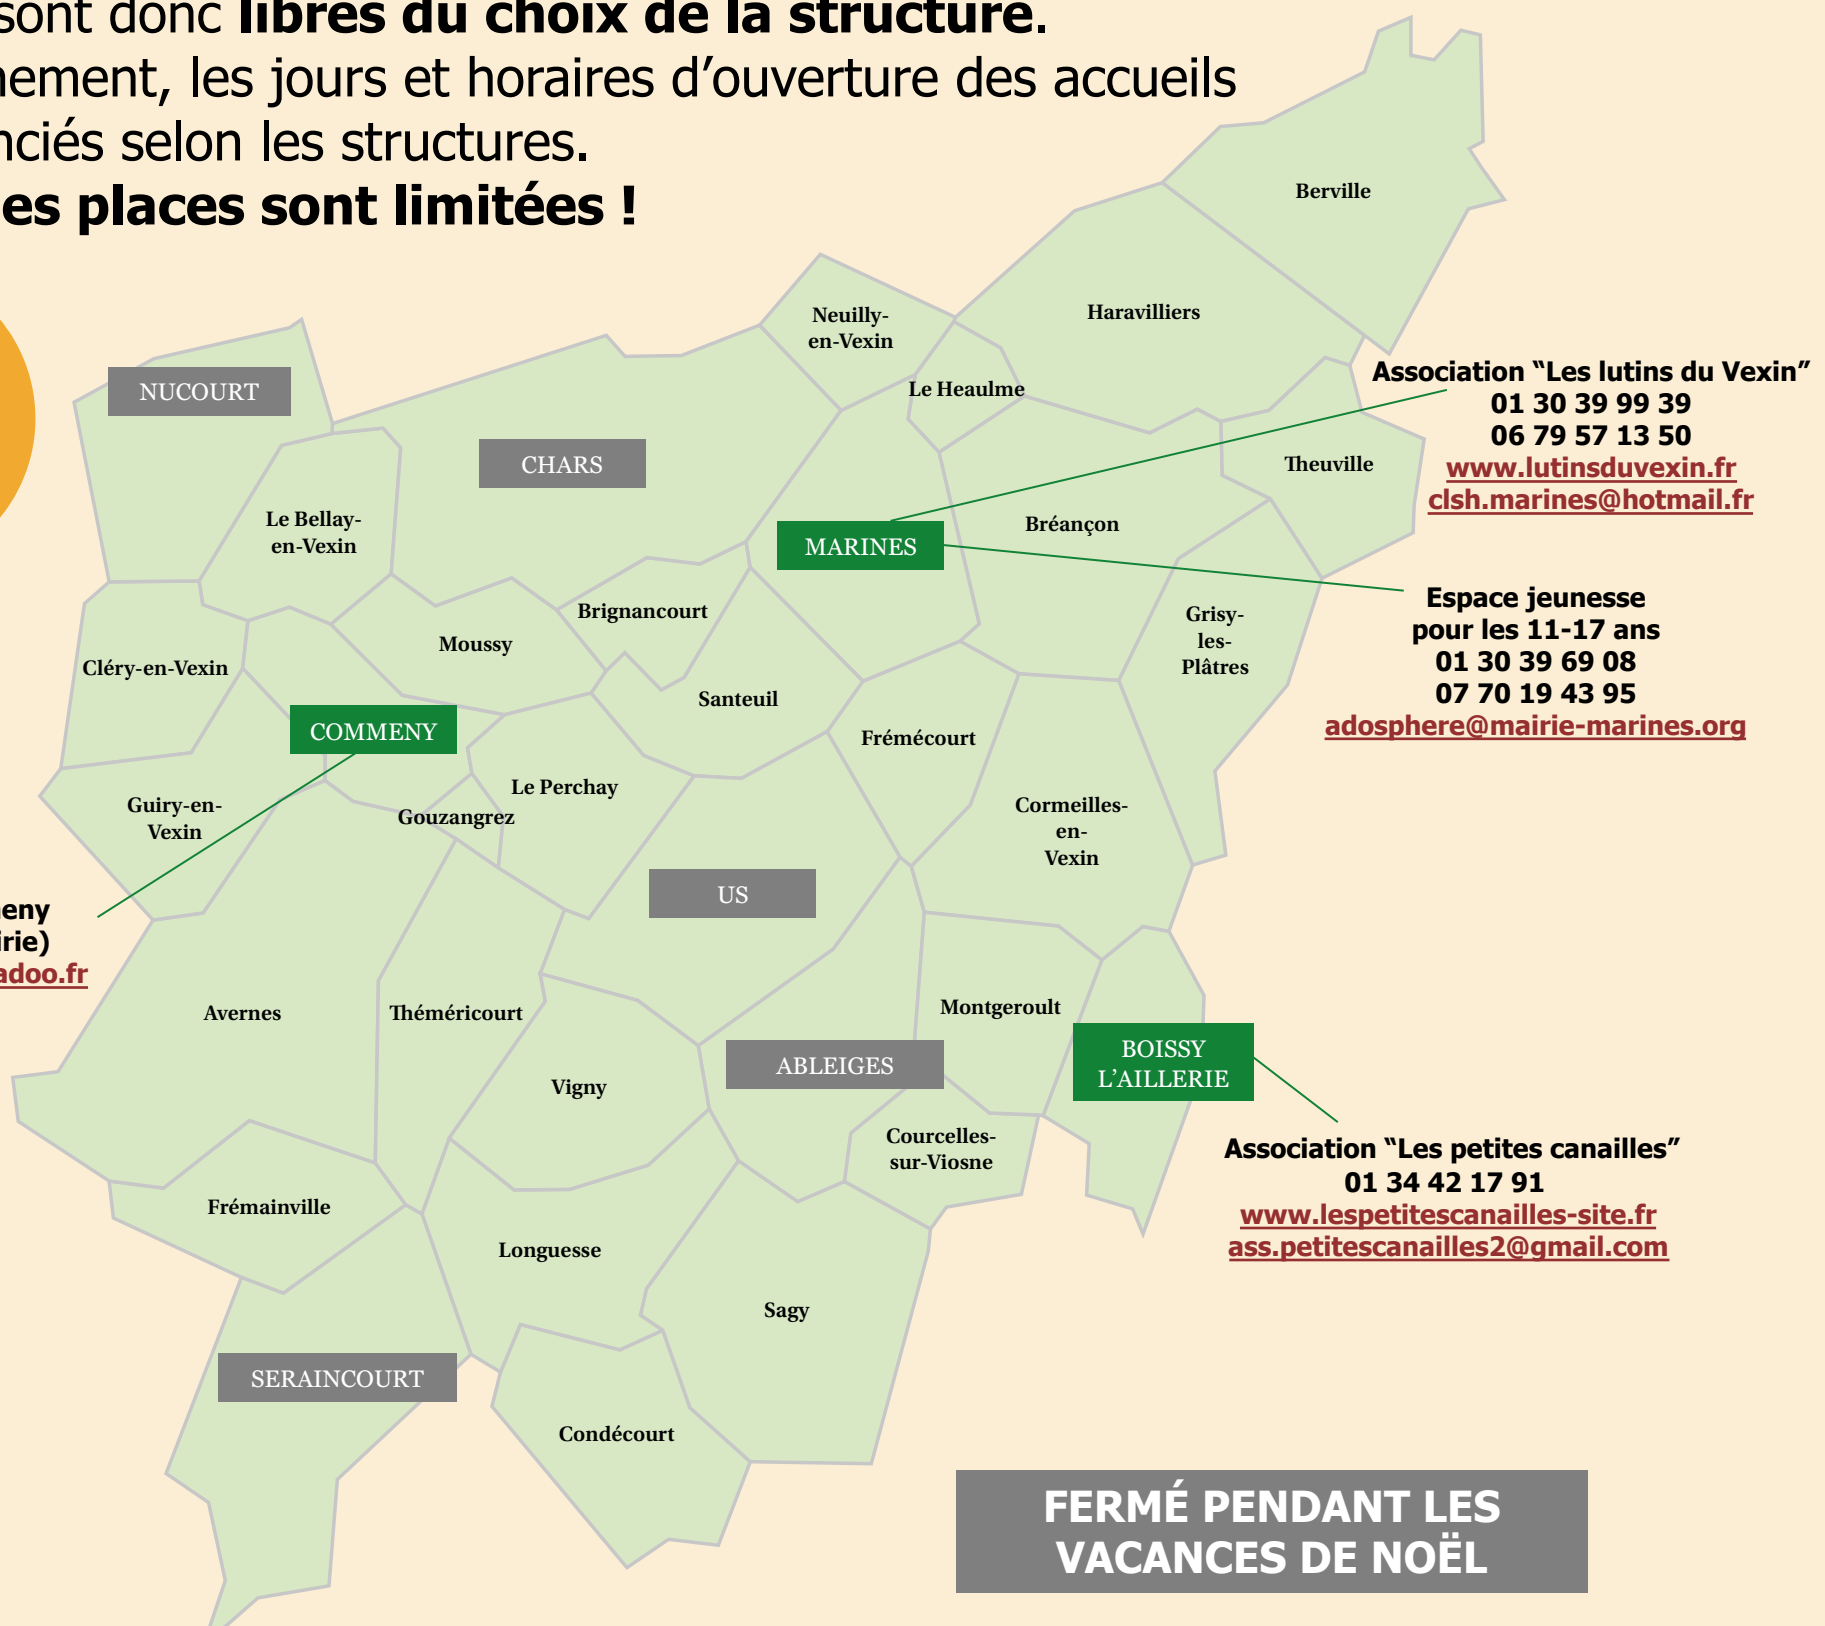 sont donc libres du choix de la structure.
nement, les jours et horaires d'ouverture des accueils
nciés selon les structures.
es places sont limitées !
Berville
Haravilliers
Neuilly-
en-Vexin
Le Heaulme
NUCOURT
CHARS
Theuville
Association “Les lutins du Vexin”
01 30 39 99 39
06 79 57 13 50
www.lutinsduvexin.fr
clsh.marines@hotmail.fr
Le Bellay-
en-Vexin
MARINES
Bréançon
Brignancourt
Moussy
Grisy-
les-
Plâtres
Espace jeunesse
pour les 11-17 ans
01 30 39 69 08
07 70 19 43 95
adosphere@mairie-marines.org
Cléry-en-Vexin
Santeuil
COMMENY
Frémécourt
Le Perchay
Guiry-en-
Vexin
Gouzangrez
Cormeilles-
en-
Vexin
US
eny
irie)
adoo.fr
Avernes
Théméricourt
Montgeroult
Vigny
ABLEIGES
BOISSY
L'AILLERIE
Courcelles-
sur-Viosne
Association “Les petites canailles”
01 34 42 17 91
www.lespetitescanailles-site.fr
ass.petitescanailles2@gmail.com
Frémainville
Longuesse
Sagy
SERAINCOURT
Condécourt
FERMÉ PENDANT LES
VACANCES DE NOËL